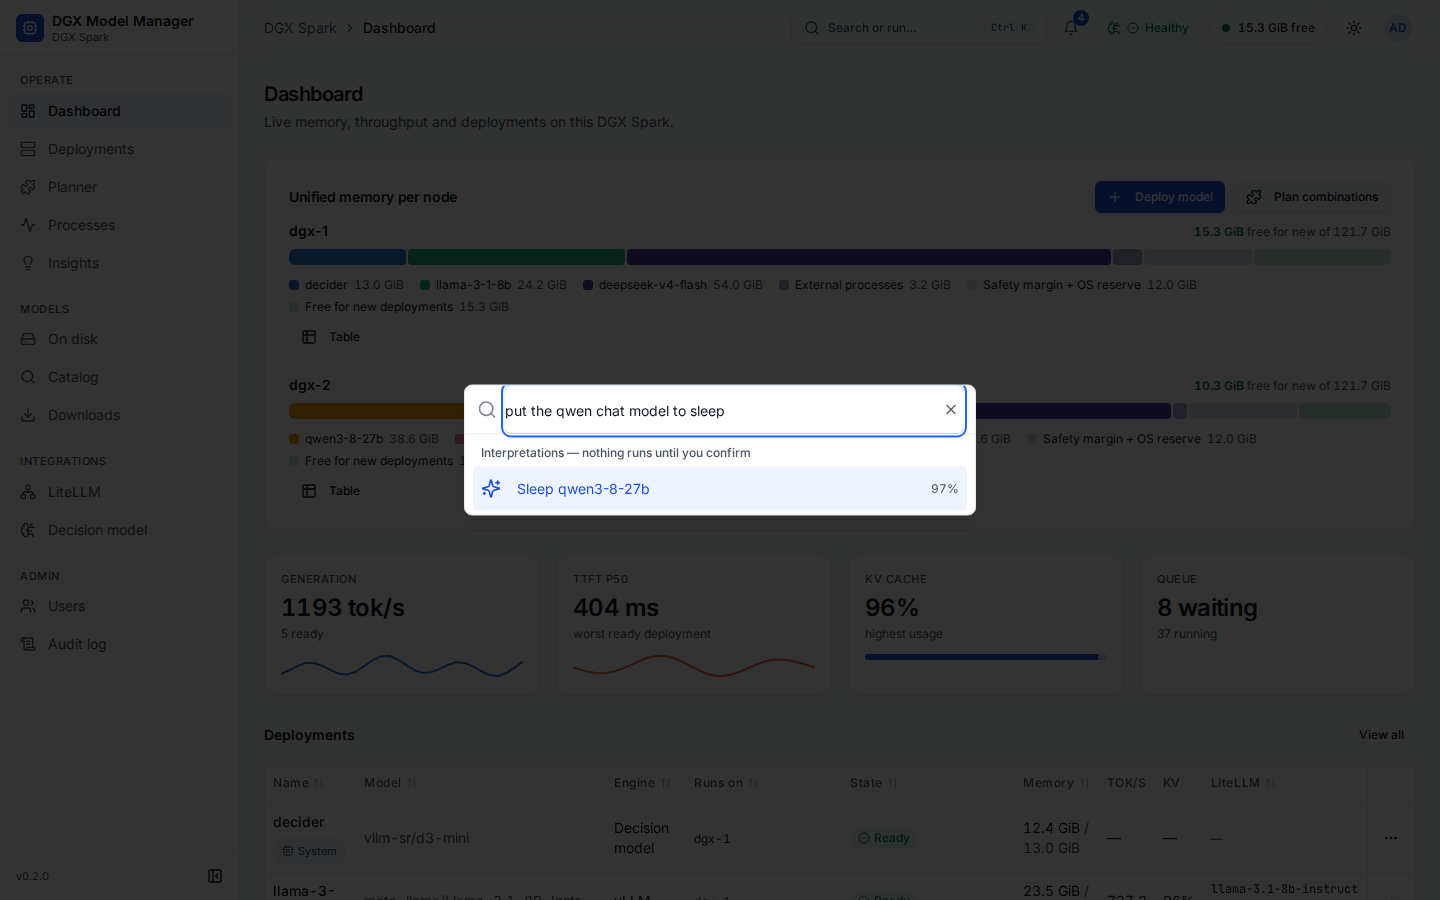 DGX Model Manager
DGX Spark
DGX Spark > Dashboard
Search or run... Ctrl K
4
Healthy
15.3 GiB free
AD
OPERATE
Dashboard
Deployments
Planner
Processes
Insights
MODELS
On disk
Catalog
Downloads
INTEGRATIONS
LiteLLM
Decision model
ADMIN
Users
Audit log
v0.2.0
Dashboard
Live memory, throughput and deployments on this DGX Spark.
Unified memory per node
Deploy model
Plan combinations
dgx-1
15.3 GiB free for new of 121.7 GiB
decider 13.0 GiB llama-3-1-8b 24.2 GiB deepseek-v4-flash 54.0 GiB External processes 3.2 GiB Safety margin + OS reserve 12.0 GiB
Free for new deployments 15.3 GiB
Table
dgx-2
10.3 GiB free for new of 121.7 GiB
qwen3-8-27b 38.6 GiB
Safety margin + OS reserve 12.0 GiB
Free for new deployments
Table
put the qwen chat model to sleep
Interpretations — nothing runs until you confirm
Sleep qwen3-8-27b 97%
GENERATION
1193 tok/s
5 ready
TTFT P50
404 ms
worst ready deployment
KV CACHE
96%
highest usage
QUEUE
8 waiting
37 running
Deployments
View all
Name Model Engine Runs on State Memory TOK/S KV LiteLLM
decider
System
vllm-sr/d3-mini
Decision
model
dgx-1
Ready
12.4 GiB /
13.0 GiB
— — —
llama-3-
23.5 GiB /
llama-3.1-8b-instruct